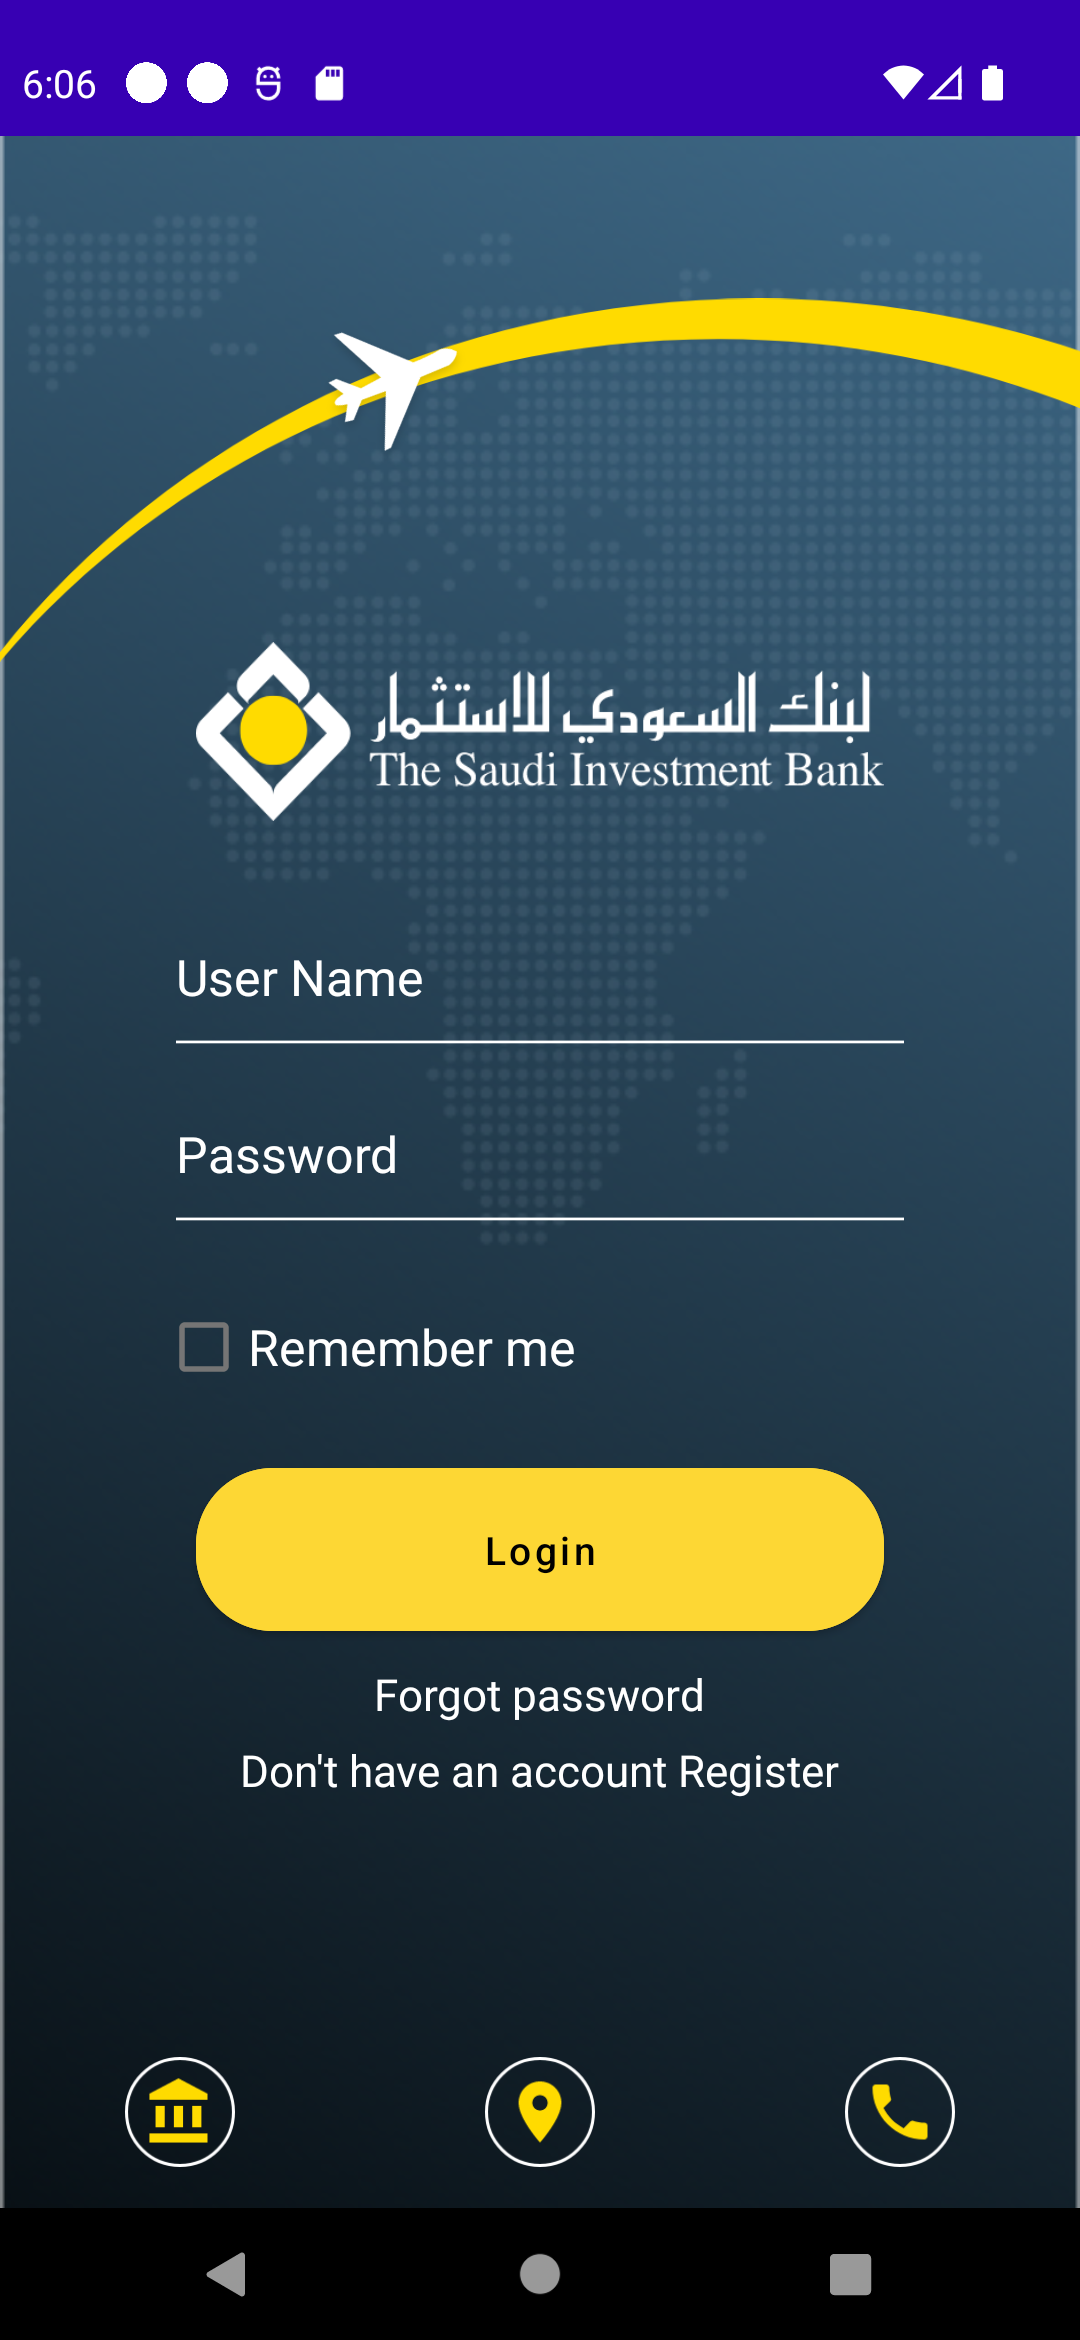 6:06
لبنك السعودي للاستثمار
The Saudi Investment Bank
User Name
Password
Remember me
Login
Forgot password
Don't have an account Register